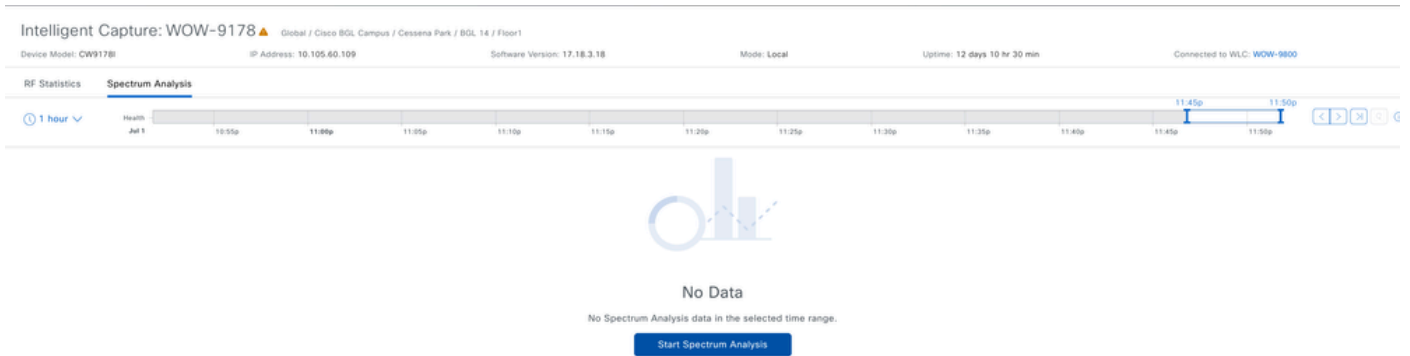 Intelligent Capture: WOW-9178 Global / Cisco BGL Campus / Cessena Park / BGL 14 / Floor1
Device Model: CW9178I IP Address: 10.105.60.109 Software Version: 17.18.3.18 Mode: Local Uptime: 12 days 10 hr 30 min Connected to WLC: WOW-9800
RF Statistics Spectrum Analysis
11:45p 11:50p
1 hour Health
Jul 1 10:55p 11:00p 11:05p 11:10p 11:15p 11:20p 11:25p 11:30p 11:35p 11:40p 11:45p 11:50p
No Data
No Spectrum Analysis data in the selected time range.
Start Spectrum Analysis